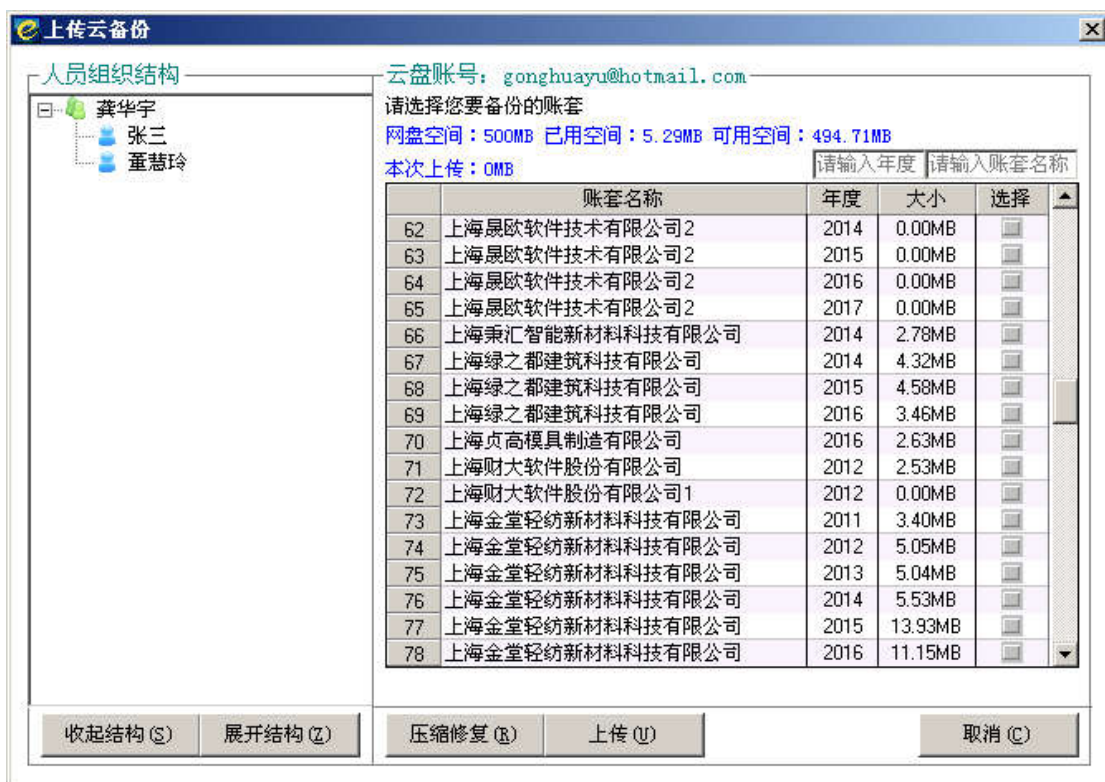 上传云备份
人员组织结构
龚华宇
张三
董慧玲
收起结构(S) 展开结构(Z)
云盘账号：gonghuayu@hotmail.com
请选择您要备份的账套
网盘空间：500MB 已用空间：5.29MB 可用空间：494.71MB
本次上传：0MB 请输入年度 请输入账套名称
账套名称 年度 大小 选择
62 上海晟欧软件技术有限公司2 2014 0.00MB
63 上海晟欧软件技术有限公司2 2015 0.00MB
64 上海晟欧软件技术有限公司2 2016 0.00MB
65 上海晟欧软件技术有限公司2 2017 0.00MB
66 上海秉汇智能新材料科技有限公司 2014 2.78MB
67 上海绿之都建筑科技有限公司 2014 4.32MB
68 上海绿之都建筑科技有限公司 2015 4.58MB
69 上海绿之都建筑科技有限公司 2016 3.46MB
70 上海贞高模具制造有限公司 2016 2.63MB
71 上海财大软件股份有限公司 2012 2.53MB
72 上海财大软件股份有限公司1 2012 0.00MB
73 上海金堂轻纺新材料科技有限公司 2011 3.40MB
74 上海金堂轻纺新材料科技有限公司 2012 5.05MB
75 上海金堂轻纺新材料科技有限公司 2013 5.04MB
76 上海金堂轻纺新材料科技有限公司 2014 5.53MB
77 上海金堂轻纺新材料科技有限公司 2015 13.93MB
78 上海金堂轻纺新材料科技有限公司 2016 11.15MB
压缩修复(R) 上传(U) 取消(C)